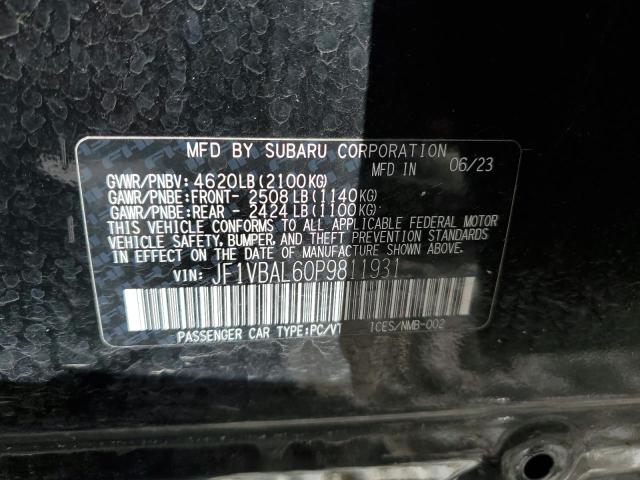 MFD BY SUBARU CORPORATION
MFD IN 06/23
GVWR/PNBV: 4620LB(2100KG)
GAWR/PNBE:FRONT- 2508 LB(1140KG)
GAWR/PNBE:REAR - 2424 LB(1100KG)
THIS VEHICLE CONFORMS TO ALL APPLICABLE FEDERAL MOTOR
VEHICLE SAFETY, BUMPER, AND THEFT PREVENTION STANDARDS
IN EFFECT ON THE DATE OF MANUFACTURE SHOWN ABOVE.
VIN: JF1VBAL60P9811931
PASSENGER CAR TYPE:PC/VT 1CES/NMB-002